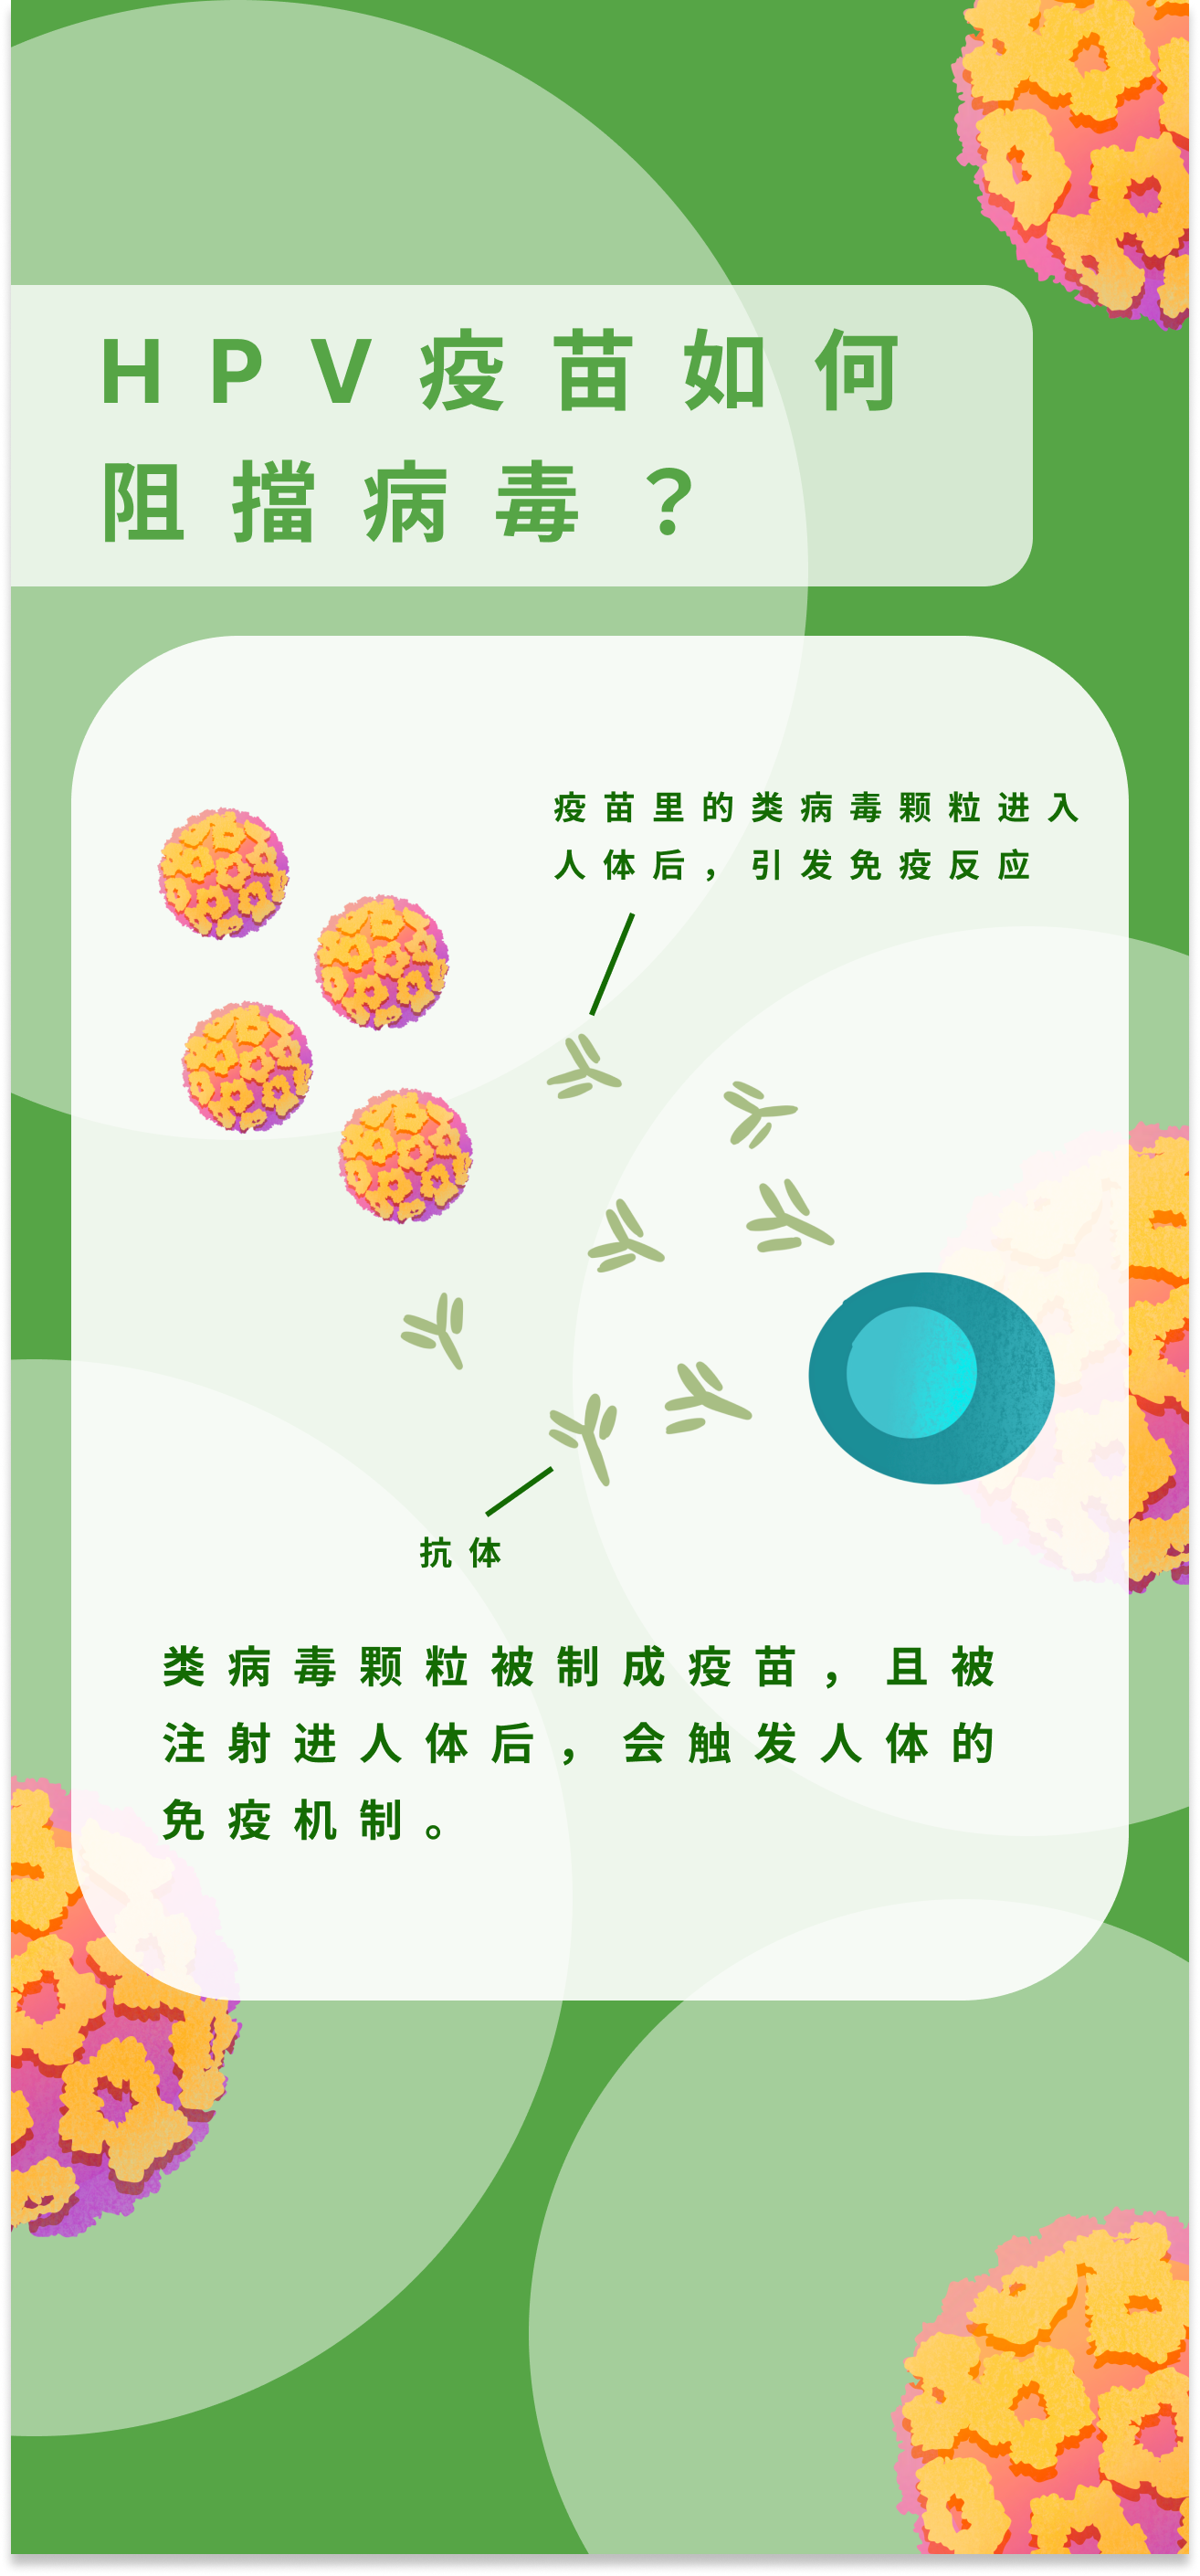 HPV疫苗如何
阻擋病毒？
疫苗里的类病毒颗粒进入
人体后，引发免疫反应
抗体
类病毒颗粒被制成疫苗，且被
注射进人体后，会触发人体的
免疫机制。